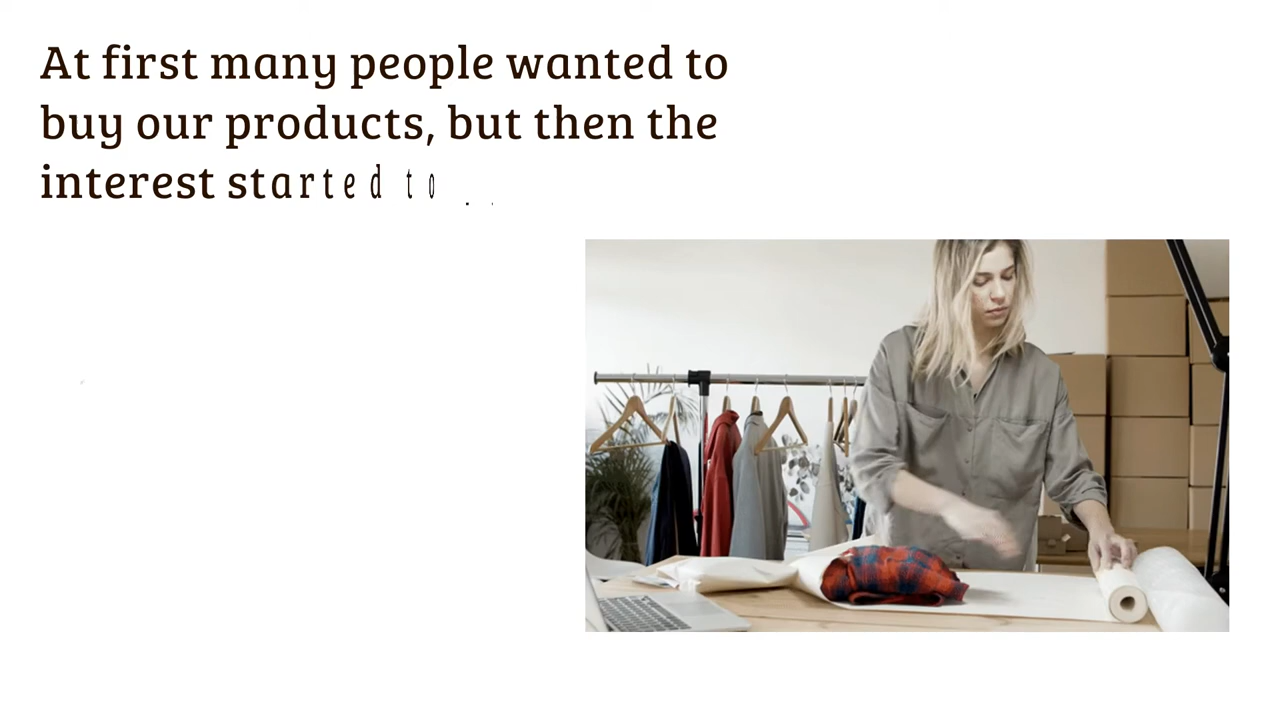 At first many people wanted to
buy our products, but then the
interest started to